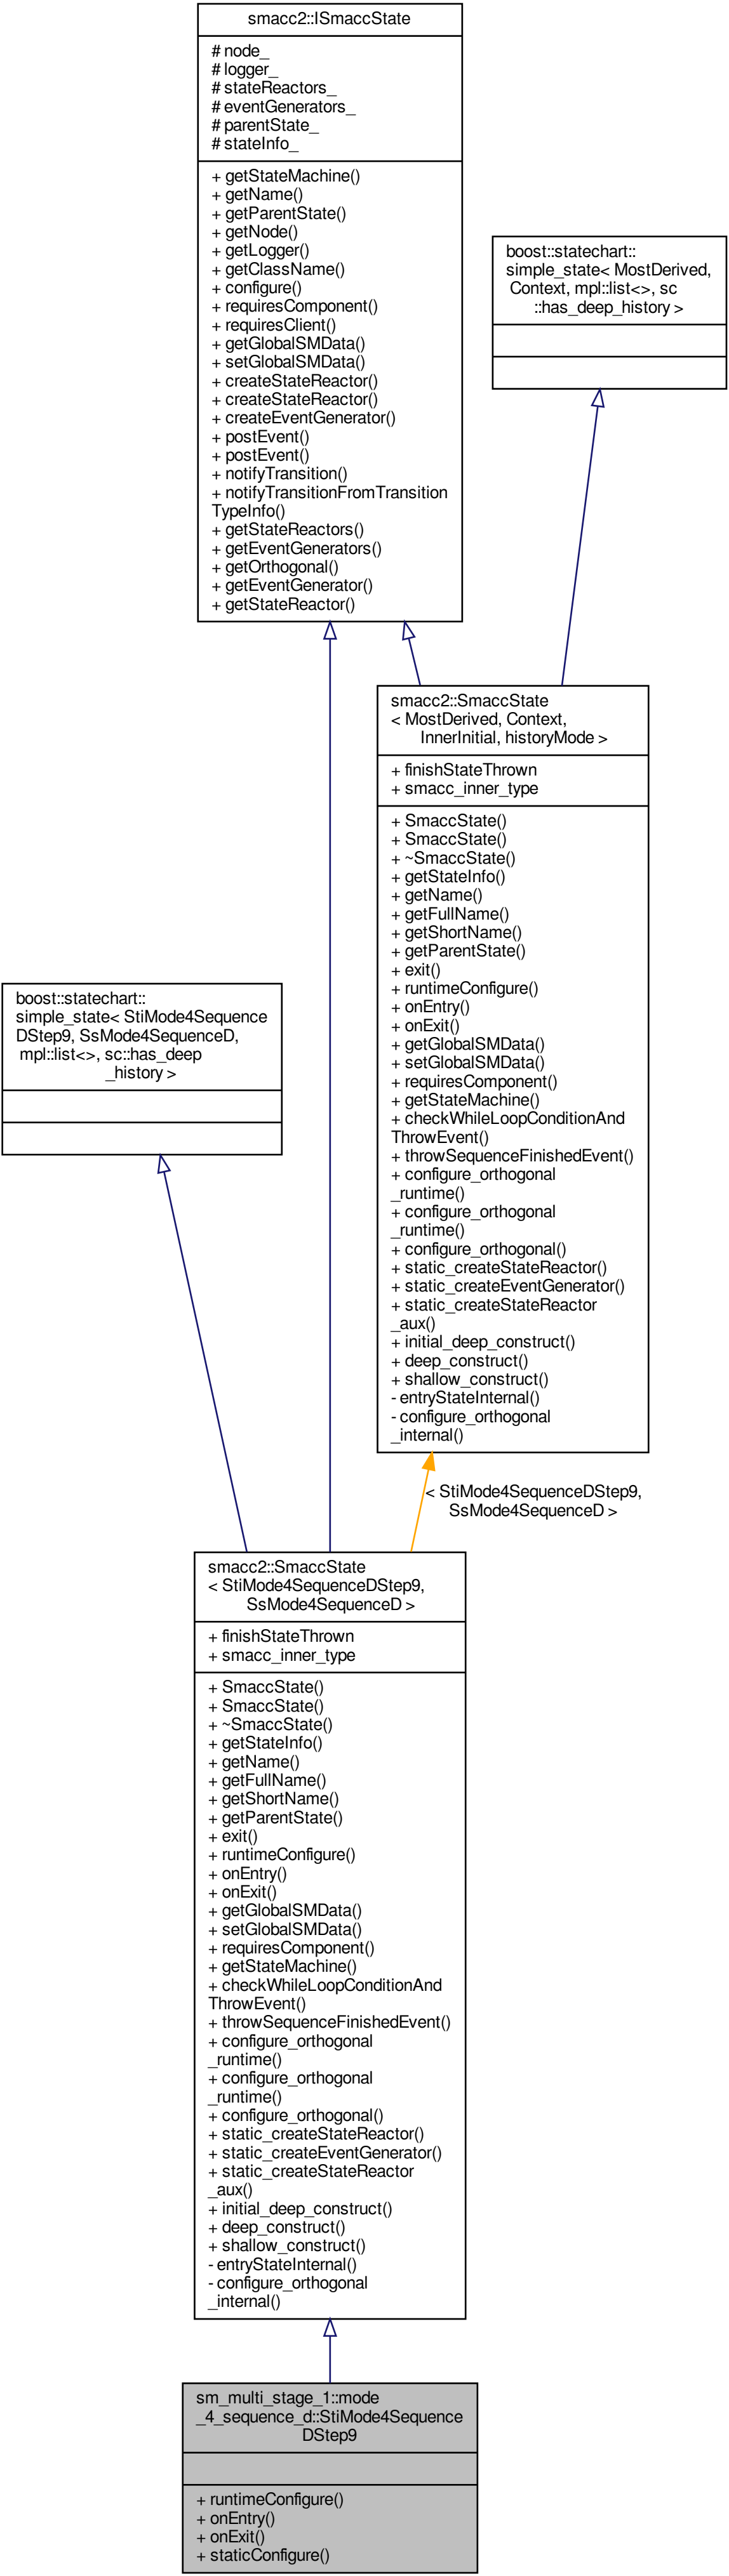 smacc2::ISmaccState
# node_
# logger_
# stateReactors_
# eventGenerators_
# parentState_
# stateInfo_
+ getStateMachine()
+ getName()
+ getParentState()
+ getNode()
+ getLogger()
+ getClassName()
+ configure()
+ requiresComponent()
+ requiresClient()
+ getGlobalSMData()
+ setGlobalSMData()
+ createStateReactor()
+ createStateReactor()
+ createEventGenerator()
+ postEvent()
+ postEvent()
+ notifyTransition()
+ notifyTransitionFromTransition
TypeInfo()
+ getStateReactors()
+ getEventGenerators()
+ getOrthogonal()
+ getEventGenerator()
+ getStateReactor()
boost::statechart::
simple_state< MostDerived,
Context, mpl::list<>, sc
::has_deep_history >
smacc2::SmaccState
< MostDerived, Context,
InnerInitial, historyMode >
+ finishStateThrown
+ smacc_inner_type
+ SmaccState()
+ SmaccState()
+ ~SmaccState()
+ getStateInfo()
+ getName()
+ getFullName()
+ getShortName()
+ getParentState()
+ exit()
+ runtimeConfigure()
+ onEntry()
+ onExit()
+ getGlobalSMData()
+ setGlobalSMData()
+ requiresComponent()
+ getStateMachine()
+ checkWhileLoopConditionAnd
ThrowEvent()
+ throwSequenceFinishedEvent()
+ configure_orthogonal
_runtime()
+ configure_orthogonal
_runtime()
+ configure_orthogonal()
+ static_createStateReactor()
+ static_createEventGenerator()
+ static_createStateReactor
_aux()
+ initial_deep_construct()
+ deep_construct()
+ shallow_construct()
- entryStateInternal()
- configure_orthogonal
_internal()
boost::statechart::
simple_state< StiMode4Sequence
DStep9, SsMode4SequenceD,
mpl::list<>, sc::has_deep
_history >
< StiMode4SequenceDStep9,
SsMode4SequenceD >
smacc2::SmaccState
< StiMode4SequenceDStep9,
SsMode4SequenceD >
+ finishStateThrown
+ smacc_inner_type
+ SmaccState()
+ SmaccState()
+ ~SmaccState()
+ getStateInfo()
+ getName()
+ getFullName()
+ getShortName()
+ getParentState()
+ exit()
+ runtimeConfigure()
+ onEntry()
+ onExit()
+ getGlobalSMData()
+ setGlobalSMData()
+ requiresComponent()
+ getStateMachine()
+ checkWhileLoopConditionAnd
ThrowEvent()
+ throwSequenceFinishedEvent()
+ configure_orthogonal
_runtime()
+ configure_orthogonal
_runtime()
+ configure_orthogonal()
+ static_createStateReactor()
+ static_createEventGenerator()
+ static_createStateReactor
_aux()
+ initial_deep_construct()
+ deep_construct()
+ shallow_construct()
- entryStateInternal()
- configure_orthogonal
_internal()
sm_multi_stage_1::mode
_4_sequence_d::StiMode4Sequence
DStep9
+ runtimeConfigure()
+ onEntry()
+ onExit()
+ staticConfigure()